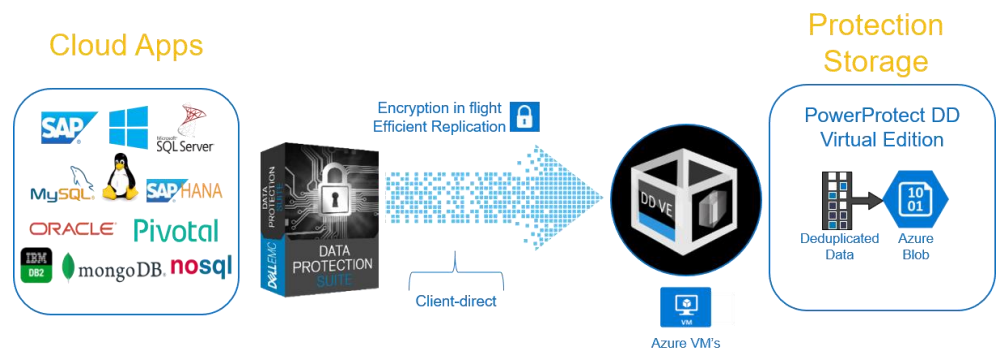 Cloud Apps
SAP
Microsoft
SQL Server
MySQL
SAP HANA
ORACLE
Pivotal
IBM
DB2
mongoDB
nosql
DATA
PROTECTION
SUITE
DELLEMC
DATA
PROTECTION
SUITE
Encryption in flight
Efficient Replication
Client-direct
DD VE
VM
Azure VM's
Protection
Storage
PowerProtect DD
Virtual Edition
10
01
Deduplicated
Data
Azure
Blob